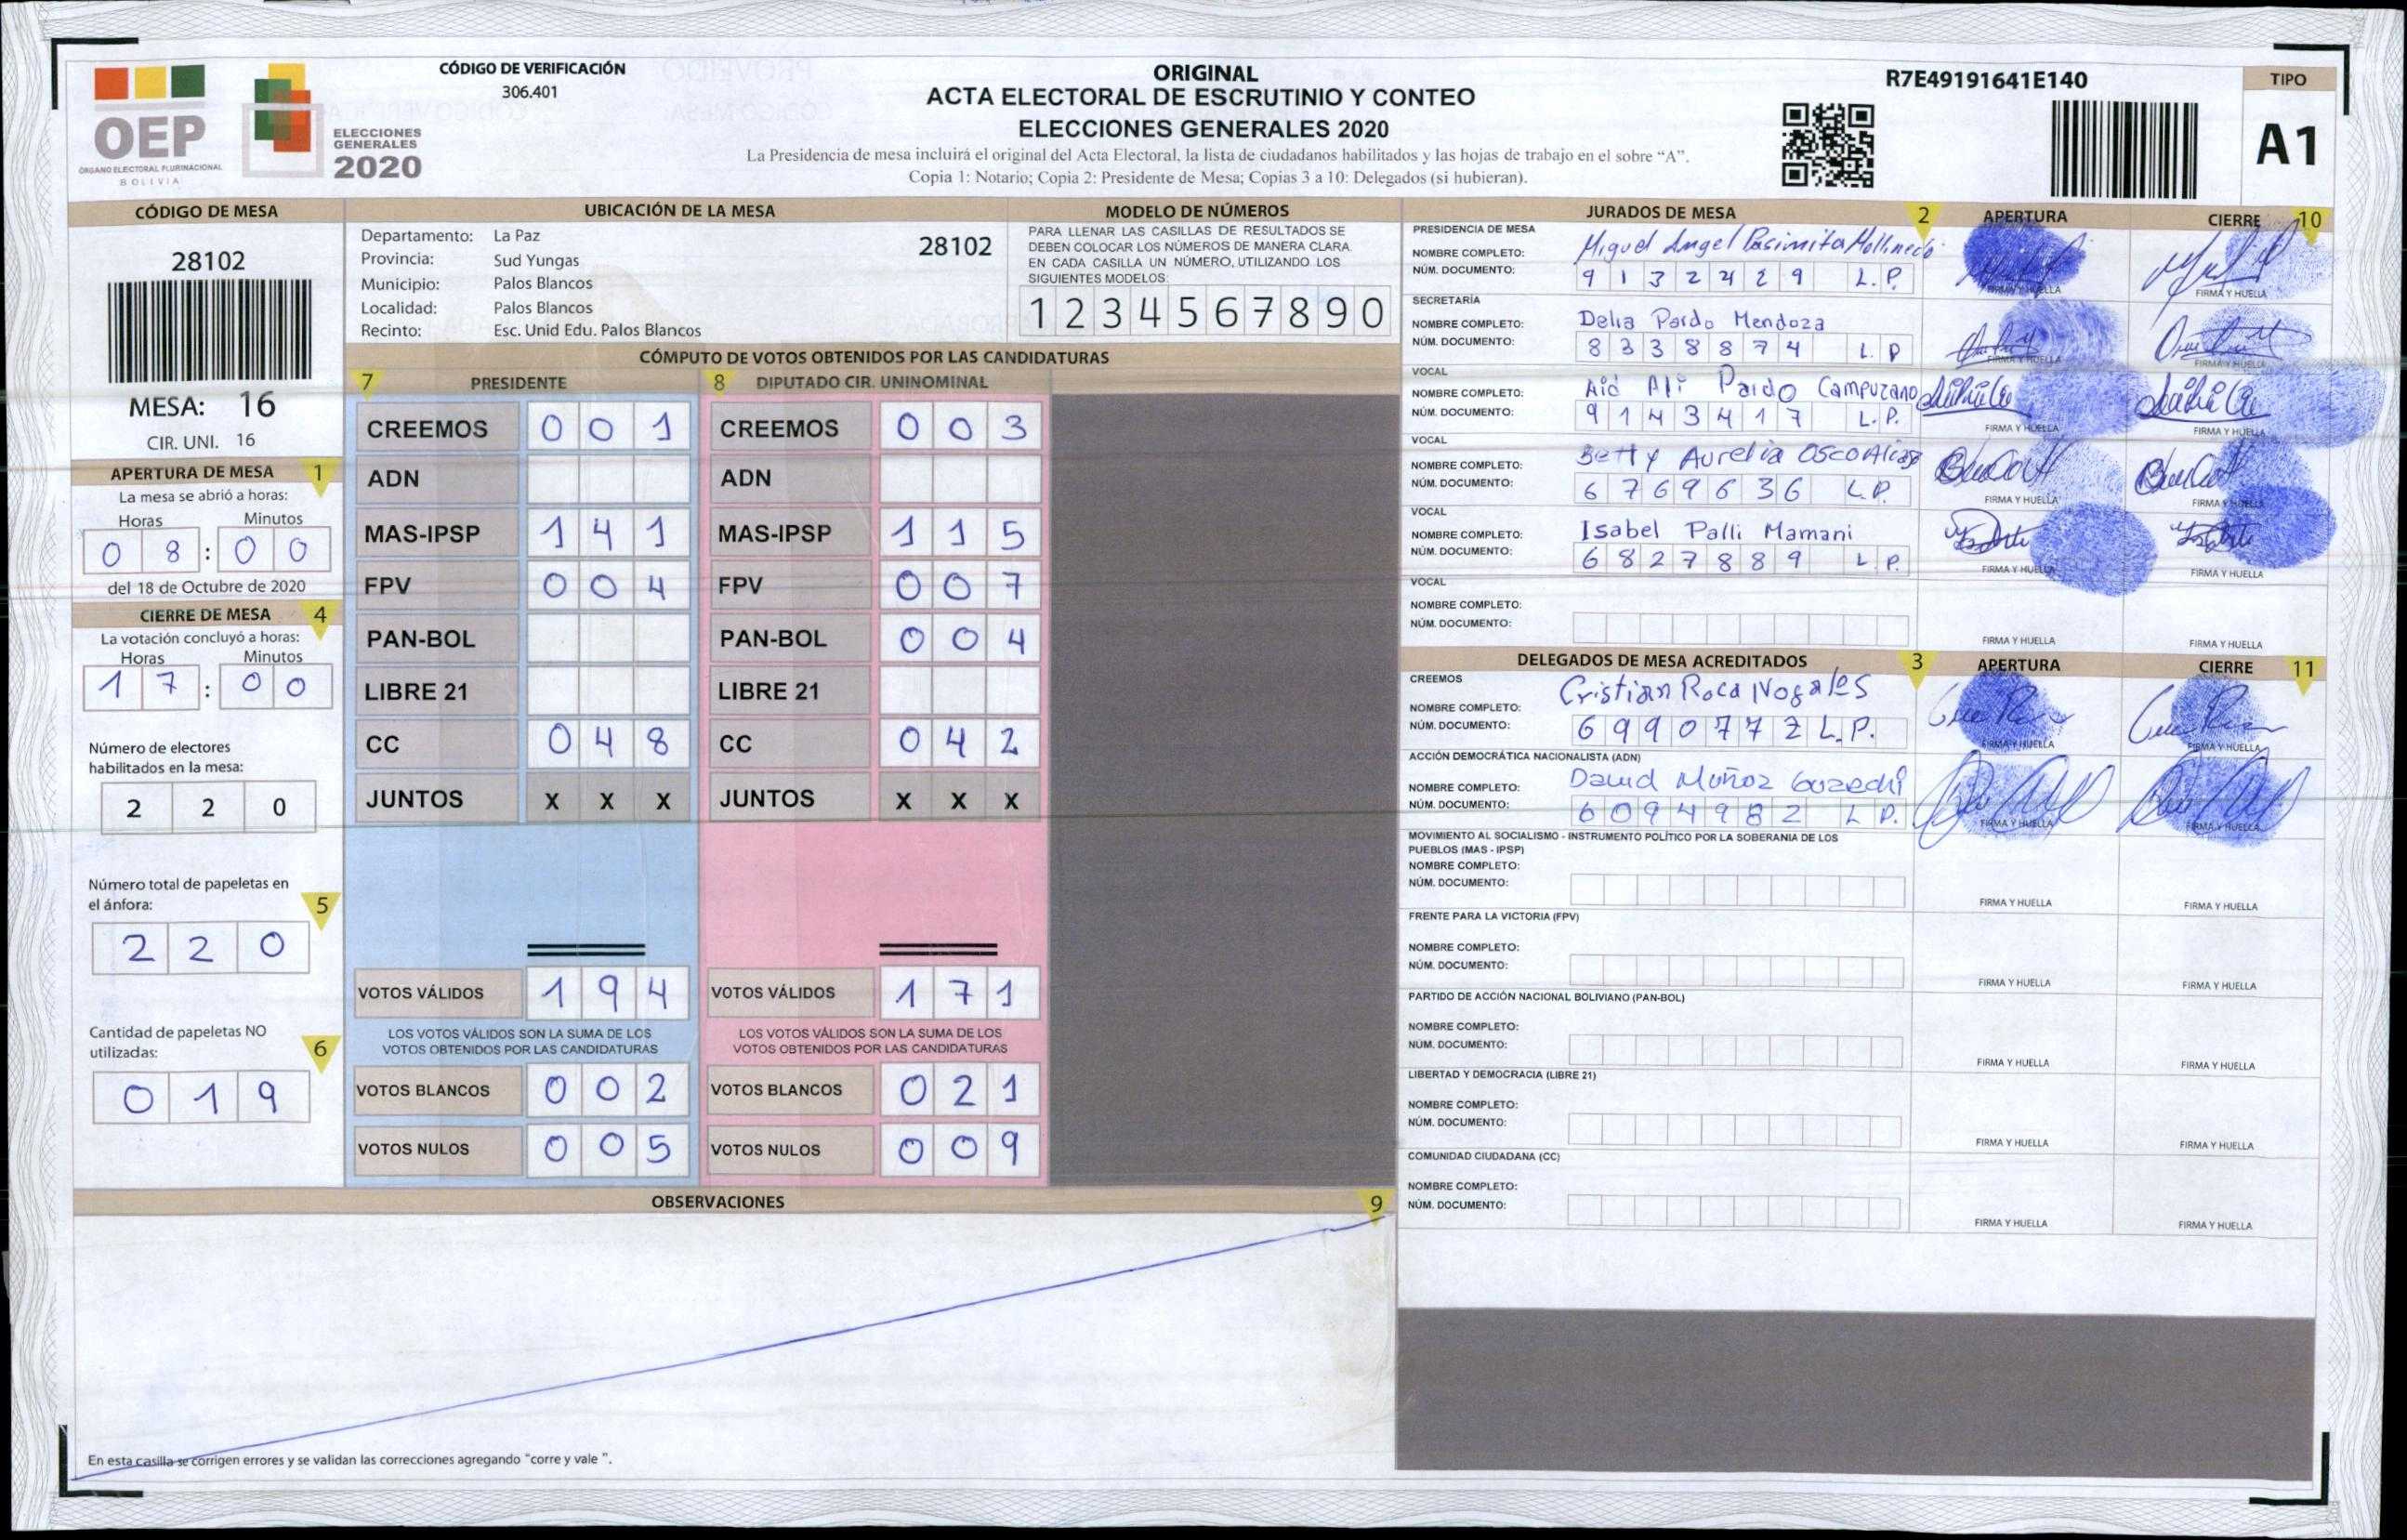 OEP
ÓRGANO ELECTORAL PLURINACIONAL
BOLIVIA
ELECCIONES
GENERALES
2020
CÓDIGO DE VERIFICACIÓN
306.401
ORIGINAL
ACTA ELECTORAL DE ESCRUTINIO Y CONTEO
ELECCIONES GENERALES 2020
La Presidencia de mesa incluirá el original del Acta Electoral, la lista de ciudadanos habilitados y las hojas de trabajo en el sobre “A”.
Copia 1: Notario; Copia 2: Presidente de Mesa; Copias 3 a 10: Delegados (si hubieran).
R7E49191641E140
TIPO
A1
CÓDIGO DE MESA
28102
MESA: 16
CIR. UNI. 16
APERTURA DE MESA 1
La mesa se abrió a horas:
Horas Minutos
0 8 : 0 0
del 18 de Octubre de 2020
CIERRE DE MESA 4
La votación concluyó a horas:
Horas Minutos
1 7 : 0 0
Número de electores
habilitados en la mesa:
2 2 0
Número total de papeletas en
el ánfora: 5
2 2 0
Cantidad de papeletas NO
utilizadas: 6
0 1 9
UBICACIÓN DE LA MESA
Departamento: La Paz 28102
Provincia: Sud Yungas
Municipio: Palos Blancos
Localidad: Palos Blancos
Recinto: Esc. Unid Edu. Palos Blancos
MODELO DE NÚMEROS
PARA LLENAR LAS CASILLAS DE RESULTADOS SE
DEBEN COLOCAR LOS NÚMEROS DE MANERA CLARA.
EN CADA CASILLA UN NÚMERO, UTILIZANDO LOS
SIGUIENTES MODELOS:
1 2 3 4 5 6 7 8 9 0
CÓMPUTO DE VOTOS OBTENIDOS POR LAS CANDIDATURAS
7 PRESIDENTE 8 DIPUTADO CIR. UNINOMINAL
CREEMOS 0 0 1 CREEMOS 0 0 3
ADN ADN
MAS-IPSP 1 4 1 MAS-IPSP 1 1 5
FPV 0 0 4 FPV 0 0 7
PAN-BOL PAN-BOL 0 0 4
LIBRE 21 LIBRE 21
CC 0 4 8 CC 0 4 2
JUNTOS X X X JUNTOS X X X
VOTOS VÁLIDOS 1 9 4 VOTOS VÁLIDOS 1 7 1
LOS VOTOS VÁLIDOS SON LA SUMA DE LOS LOS VOTOS VÁLIDOS SON LA SUMA DE LOS
VOTOS OBTENIDOS POR LAS CANDIDATURAS VOTOS OBTENIDOS POR LAS CANDIDATURAS
VOTOS BLANCOS 0 0 2 VOTOS BLANCOS 0 2 1
VOTOS NULOS 0 0 5 VOTOS NULOS 0 0 9
OBSERVACIONES 9
En esta casilla se corrigen errores y se validan las correcciones agregando “corre y vale ”.
JURADOS DE MESA 2 APERTURA CIERRE 10
PRESIDENCIA DE MESA
NOMBRE COMPLETO: Miguel Angel
NÚM. DOCUMENTO: L.P.
FIRMA Y HUELLA
SECRETARÍA
NOMBRE COMPLETO: Delia Pardo Mendoza
NÚM. DOCUMENTO: 8 3 3 8 8 7 4 L.P
FIRMA Y HUELLA FIRMA Y HUELLA
VOCAL
NOMBRE COMPLETO: Pardo Campuzano
NÚM. DOCUMENTO: 9 1 4 3 4 1 7 L.P.
FIRMA Y HUELLA FIRMA Y HUELLA
VOCAL
NOMBRE COMPLETO: Betty Aurelia Osco
NÚM. DOCUMENTO: 6 7 6 9 6 3 6 L.P.
FIRMA Y HUELLA FIRMA Y HUELLA
VOCAL
NOMBRE COMPLETO: Isabel Palli Mamani
NÚM. DOCUMENTO: 6 8 2 7 8 8 9 L.P.
FIRMA Y HUELLA FIRMA Y HUELLA
VOCAL
NOMBRE COMPLETO:
NÚM. DOCUMENTO:
FIRMA Y HUELLA FIRMA Y HUELLA
DELEGADOS DE MESA ACREDITADOS 3 APERTURA CIERRE 11
CREEMOS
NOMBRE COMPLETO: Cristian Roca Nogales
NÚM. DOCUMENTO: 6 9 9 0 7 7 2 L.P.
FIRMA Y HUELLA FIRMA Y HUELLA
ACCIÓN DEMOCRÁTICA NACIONALISTA (ADN)
NOMBRE COMPLETO: David Muñoz
NÚM. DOCUMENTO: 6 0 9 4 9 8 2 L P.
FIRMA Y HUELLA FIRMA Y HUELLA
MOVIMIENTO AL SOCIALISMO - INSTRUMENTO POLÍTICO POR LA SOBERANIA DE LOS
PUEBLOS (MAS - IPSP)
NOMBRE COMPLETO:
NÚM. DOCUMENTO:
FIRMA Y HUELLA FIRMA Y HUELLA
FRENTE PARA LA VICTORIA (FPV)
NOMBRE COMPLETO:
NÚM. DOCUMENTO:
FIRMA Y HUELLA FIRMA Y HUELLA
PARTIDO DE ACCIÓN NACIONAL BOLIVIANO (PAN-BOL)
NOMBRE COMPLETO:
NÚM. DOCUMENTO:
FIRMA Y HUELLA FIRMA Y HUELLA
LIBERTAD Y DEMOCRACIA (LIBRE 21)
NOMBRE COMPLETO:
NÚM. DOCUMENTO:
FIRMA Y HUELLA FIRMA Y HUELLA
COMUNIDAD CIUDADANA (CC)
NOMBRE COMPLETO:
NÚM. DOCUMENTO:
FIRMA Y HUELLA FIRMA Y HUELLA